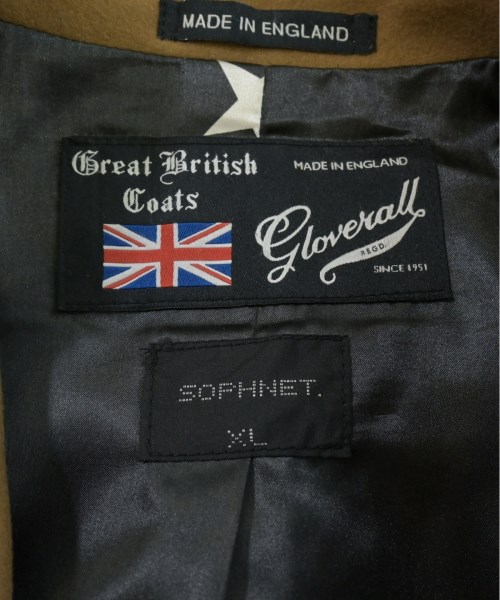 MADE IN ENGLAND
Great British
Coats
MADE IN ENGLAND
Gloverall
REGD.
SINCE 1951
SOPHNET.
XL